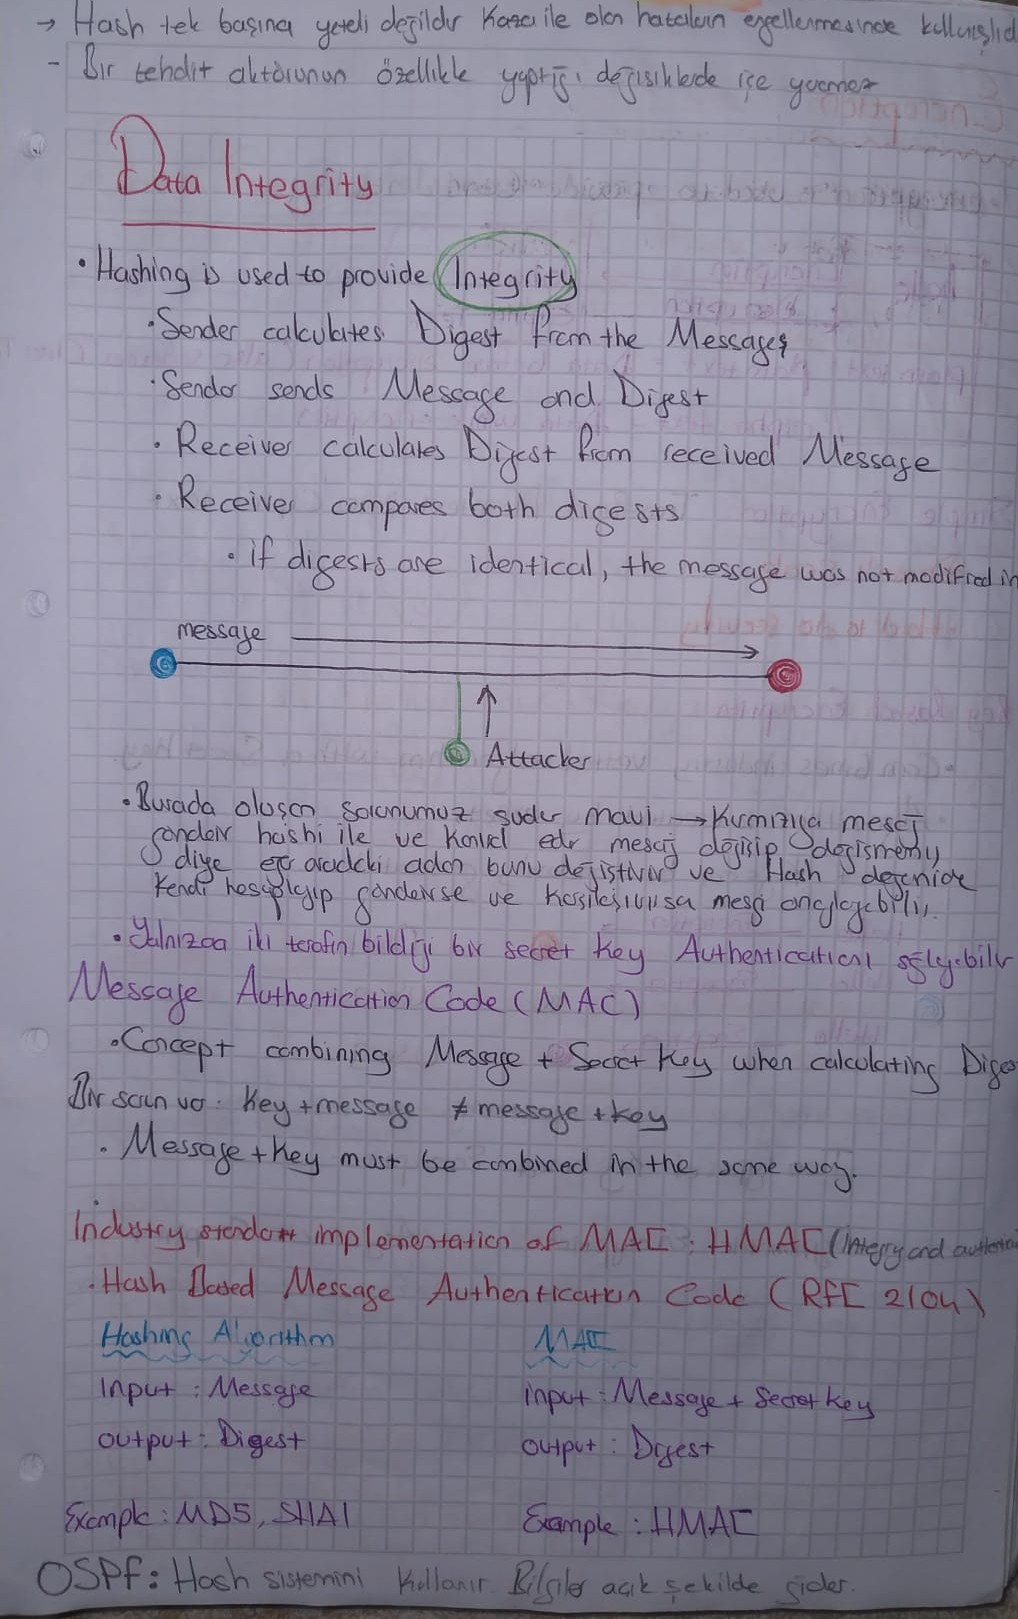 → Hash tek başına yeterli değildir Kaza ile olan hataların engellenmesinde kullanışlıd
- Bir tehdit aktörünün özellikle yaptığı değişiklerde işe yaramaz
Data Integrity
• Hashing is used to provide Integrity
• Sender calculates Digest from the Message
• Sender sends Message and Digest
• Receiver calculates Digest from received Message
• Receiver compares both digests
• if digests are identical, the message was not modified in
message
Attacker
• Burada oluşan sorunumuz şudur mavi → Kırmızıya mesaj
gönderir hashi ile ve kontrol eder mesaj değişip değişmemiş
diye eğer aradaki adam bunu değiştirir ve Hash değerini de
Kendi hesaplayıp gönderirse ve karşılaşırsa mesajı onaylayabilir.
• Yalnızca iki tarafın bildiği bir secret Key Authentication sağlayabilir
Message Authentication Code (MAC)
• Concept combining Message + Secret Key when calculating Diges
Bir sorun var: Key + message ≠ message + key
• Message + Key must be combined in the same way.
Industry standart implementation of MAC : HMAC (integry and authentica
• Hash Based Message Authentication Code (RFC 2104)
Hashing Algorithm MAC
Input : Message input : Message + Secret Key
output : Digest output : Digest
Example : MD5, SHA1 Example : HMAC
OSPF: Hash sistemini Kullanır Bilgiler açık şekilde gider.